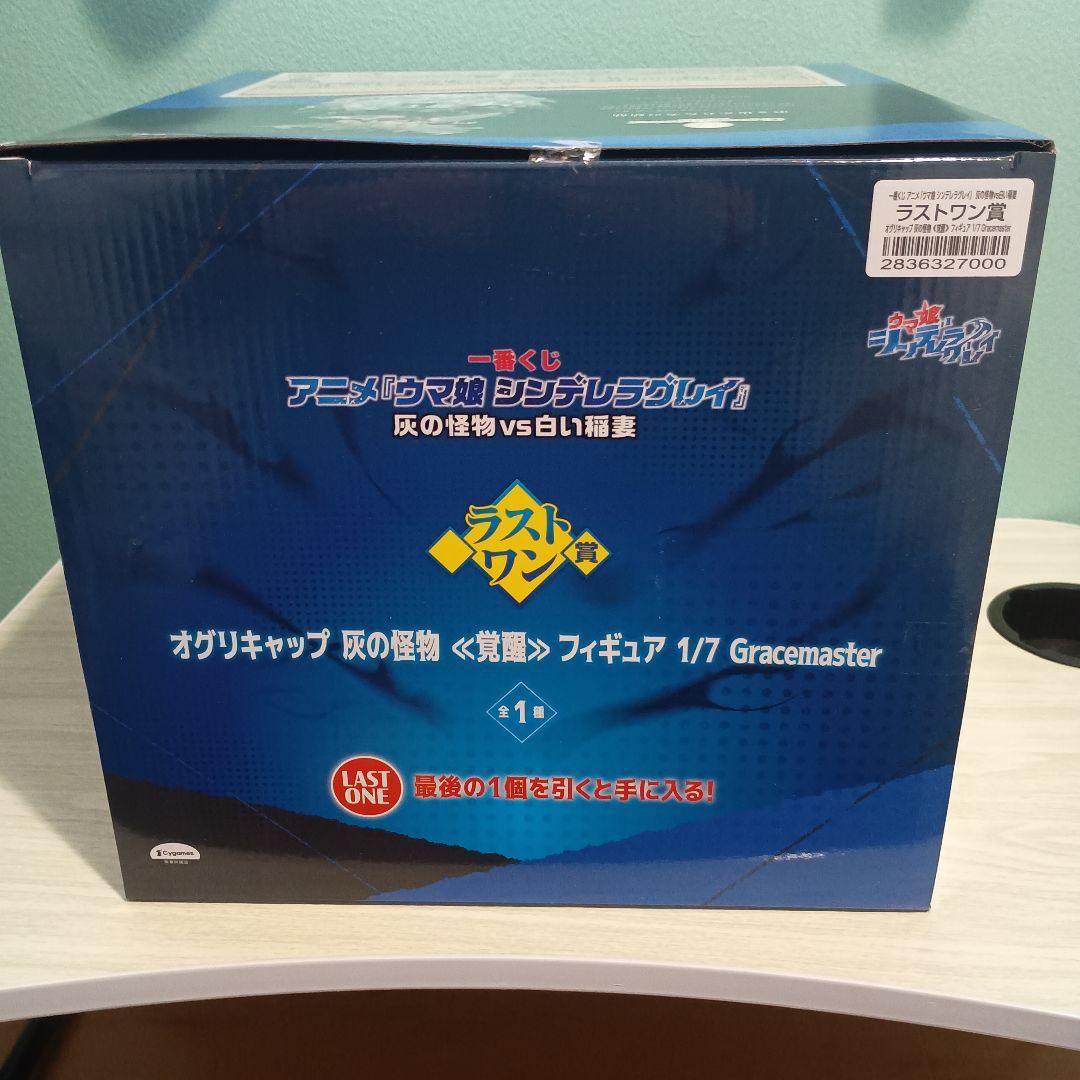 一番くじ アニメ『ウマ娘 シンデレラグレイ』 灰の怪物vs白い稲妻
ラストワン賞
オグリキャップ 灰の怪物 ≪覚醒≫ フィギュア 1/7 Gracemaster
2836327000
ウマ娘
シンデレラグレイ
一番くじ
アニメ『ウマ娘 シンデレラグレイ』
灰の怪物vs白い稲妻
ラスト
ワン
賞
オグリキャップ 灰の怪物 ≪覚醒≫ フィギュア 1/7 Gracemaster
全1種
LAST
ONE
最後の1個を引くと手に入る!
Cygames